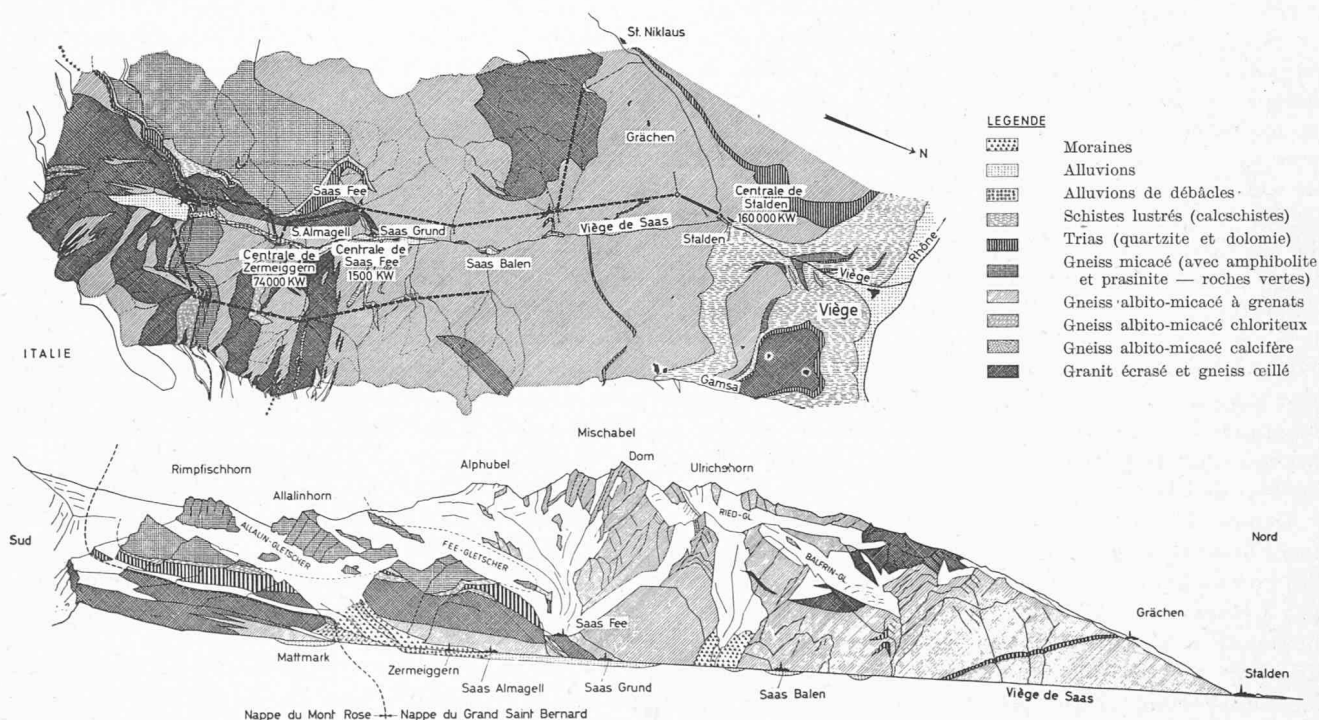 St. Niklaus
Grächen
N
Saas Fee
Centrale de
Stalden
160 000 KW
S. Almagell
Saas Grund
Viège de Saas
Stalden
Rhône
Centrale de
Zermeiggern
74000 KW
Centrale de
Saas Fee
1500 KW
Saas Balen
Viège
Viège
ITALIE
Gamsa
LEGENDE
Moraines
Alluvions
Alluvions de débâcles
Schistes lustrés (calcschistes)
Trias (quartzite et dolomie)
Gneiss micacé (avec amphibolite
et prasinite — roches vertes)
Gneiss albito-micacé à grenats
Gneiss albito-micacé chloriteux
Gneiss albito-micacé calcifère
Granit écrasé et gneiss œillé
Mischabel
Rimpfischhorn
Alphubel
Dom
Ulrichshorn
Allalinhorn
Sud
ALLALIN-GLETSCHER
FEE-GLETSCHER
RIED-GL.
BALFRIN-GL.
Nord
Grächen
Saas Fee
Mattmark
Zermeiggern
Saas Almagell
Saas Grund
Saas Balen
Viège de Saas
Stalden
Nappe du Mont Rose
Nappe du Grand Saint Bernard